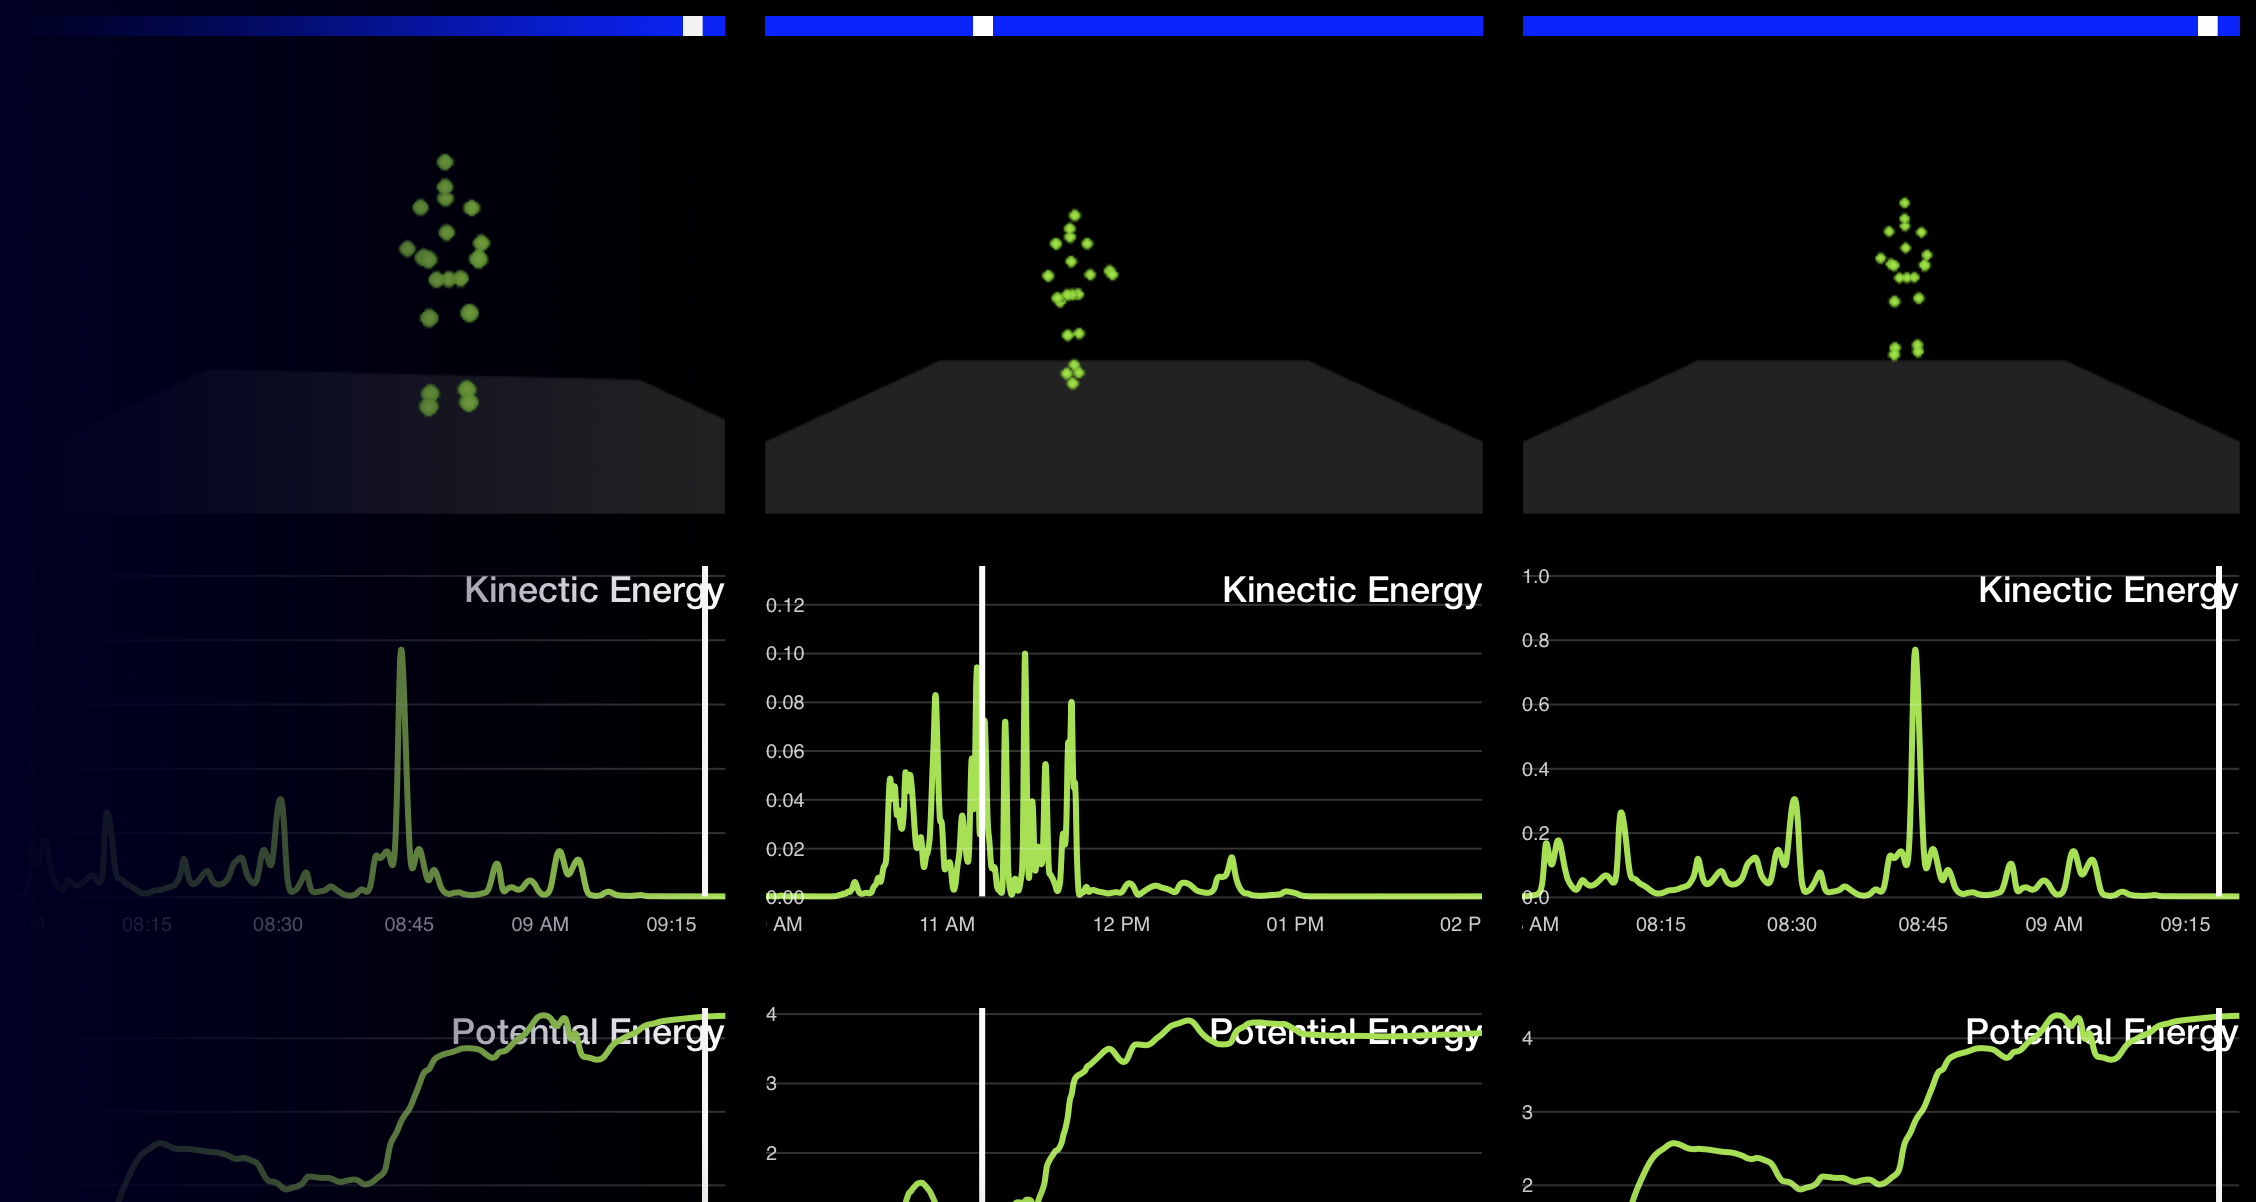 Kinectic Energy
08:15
08:30
08:45
09 AM
09:15
Potential Energy
Kinectic Energy
0.12
0.10
0.08
0.06
0.04
0.02
0.00
AM
11 AM
12 PM
01 PM
02 P
Potential Energy
4
3
2
Kinectic Energy
1.0
0.8
0.6
0.4
0.2
0.0
AM
08:15
08:30
08:45
09 AM
09:15
Potential Energy
4
3
2